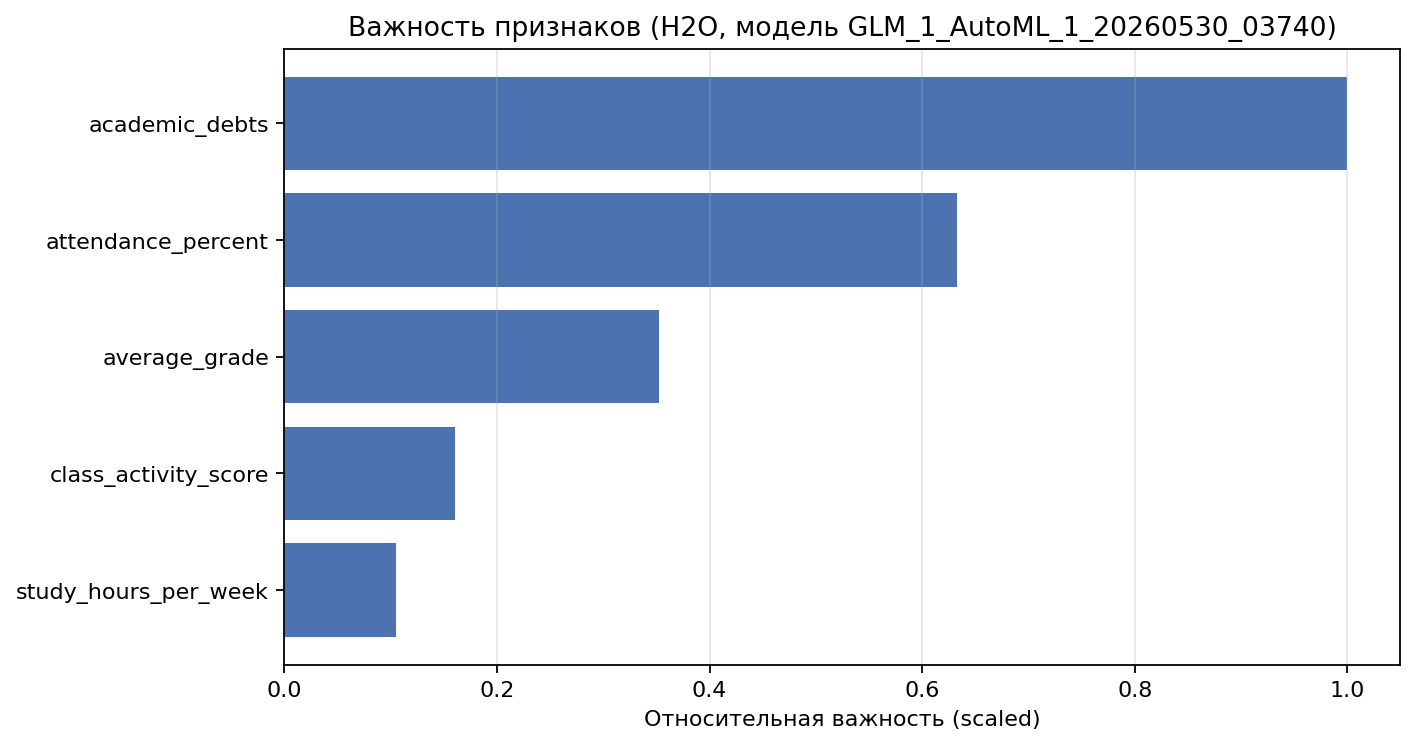 Важность признаков (H2O, модель GLM_1_AutoML_1_20260530_03740)
academic_debts
attendance_percent
average_grade
class_activity_score
study_hours_per_week
0.0 0.2 0.4 0.6 0.8 1.0
Относительная важность (scaled)